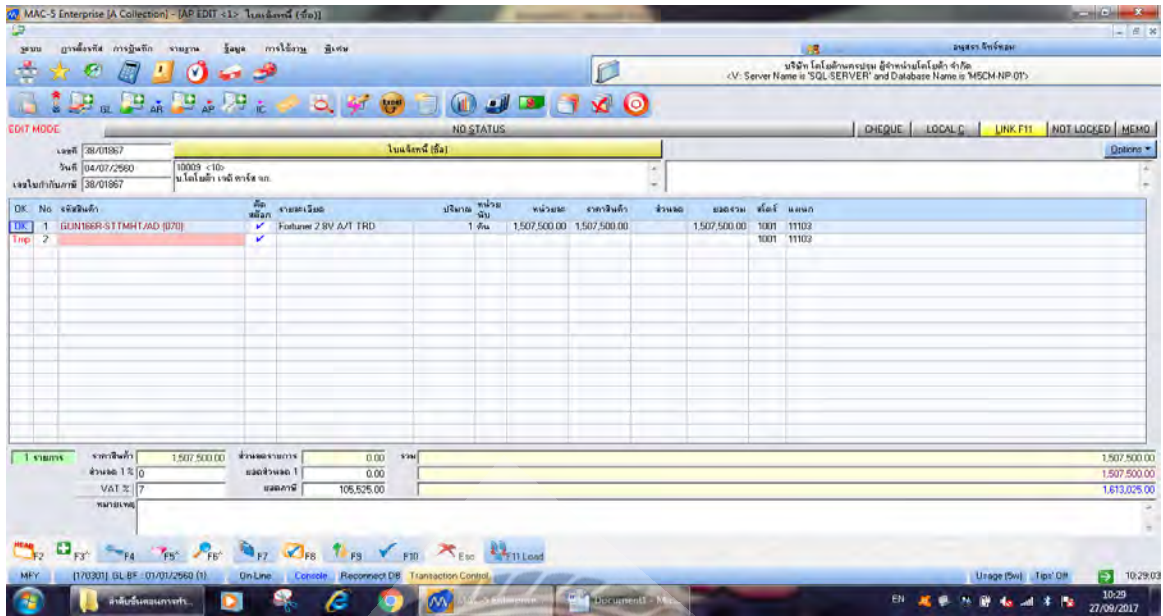 MAC-5 Enterprise [A Collection] - [AP EDIT <1> ใบแจ้งหนี้ (ซื้อ)]
ระบบ การตั้งรหัส การบันทึก รายฐาน ข้อมูล การใช้งาน พิเศษ
บริษัท โตโยต้านครปฐม ผู้จำหน่ายโตโยต้า จำกัด
<V: Server Name is 'SQL-SERVER' and Database Name is 'M5CM-NP-01'>
GL AR AP IC Excel
EDIT MODE NO STATUS CHEQUE LOCAL C LINK F11 NOT LOCKED MEMO
เลขที่ 38/01867 ใบแจ้งหนี้ (ซื้อ) Options
วันที่ 04/07/2560 10009 <10>
เลขใบกำกับภาษี 38/01867 บ.โตโยต้า เจดี คาร์ส จก.
OK No รหัสสินค้า ตัดสต๊อก รายละเอียด ปริมาณ หน่วยนับ หน่วยละ ราคาสินค้า ส่วนลด ยอดรวม สโตร์ แผนก
OK 1 GUN166R-STTMHT/AD (070) Fortuner 2.8V A/T TRD 1 คัน 1,507,500.00 1,507,500.00 1,507,500.00 1001 11103
Tmp 2 1001 11103
1 รายการ ราคาสินค้า 1,507,500.00 ส่วนลดรายการ 0.00 รวม 1,507,500.00
ส่วนลด 1 % 0 ยอดส่วนลด 1 0.00 1,507,500.00
VAT % 7 ยอดภาษี 105,525.00 1,613,025.00
หมายเหตุ
HEAD F2 F3^ F4 F5^ F6^ F7 F8 F9 F10 Esc F11 Load
MFY [170301] GL-BF : 01/01/2560 (1) On-Line Console Reconnect DB Transaction Control Usage (5w) Tips' Off 10:29:03
ลำดับขั้นตอนการทำ... MAC-5 Enterprise Document1 - Mic... EN 10:29
27/09/2017